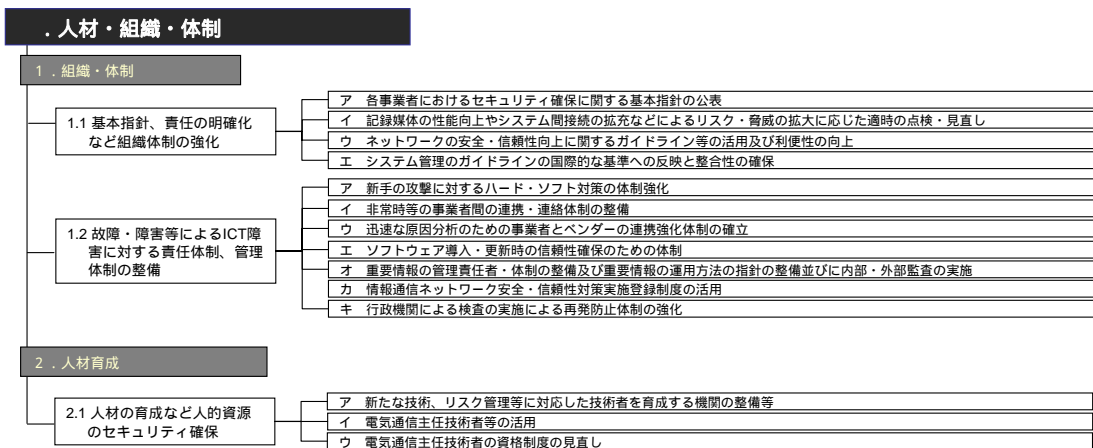 ．人材・組織・体制
１．組織・体制
1.1 基本指針、責任の明確化
など組織体制の強化
ア　各事業者におけるセキュリティ確保に関する基本指針の公表
イ　記録媒体の性能向上やシステム間接続の拡充などによるリスク・脅威の拡大に応じた適時の点検・見直し
ウ　ネットワークの安全・信頼性向上に関するガイドライン等の活用及び利便性の向上
エ　システム管理のガイドラインの国際的な基準への反映と整合性の確保
1.2 故障・障害等によるICT障
害に対する責任体制、管理
体制の整備
ア　新手の攻撃に対するハード・ソフト対策の体制強化
イ　非常時等の事業者間の連携・連絡体制の整備
ウ　迅速な原因分析のための事業者とベンダーの連携強化体制の確立
エ　ソフトウェア導入・更新時の信頼性確保のための体制
オ　重要情報の管理責任者・体制の整備及び重要情報の運用方法の指針の整備並びに内部・外部監査の実施
カ　情報通信ネットワーク安全・信頼性対策実施登録制度の活用
キ　行政機関による検査の実施による再発防止体制の強化
２．人材育成
2.1 人材の育成など人的資源
のセキュリティ確保
ア　新たな技術、リスク管理等に対応した技術者を育成する機関の整備等
イ　電気通信主任技術者等の活用
ウ　電気通信主任技術者の資格制度の見直し